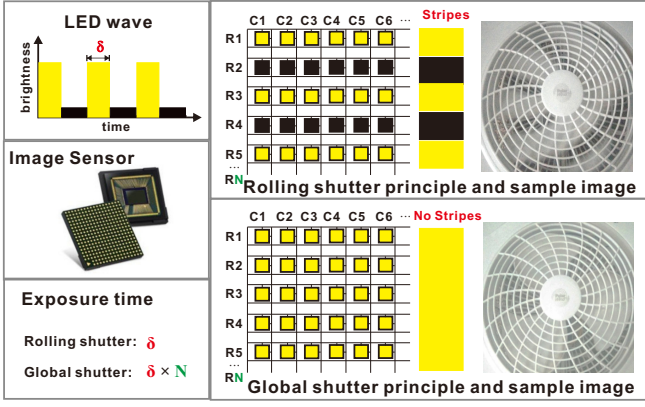 LED wave
δ
brightness
time
Image Sensor
Exposure time
Rolling shutter: δ
Global shutter: δ × N
C1 C2 C3 C4 C5 C6 ... Stripes
R1
R2
R3
R4
R5
...
RN
Rolling shutter principle and sample image
C1 C2 C3 C4 C5 C6 ... No Stripes
R1
R2
R3
R4
R5
...
RN
Global shutter principle and sample image